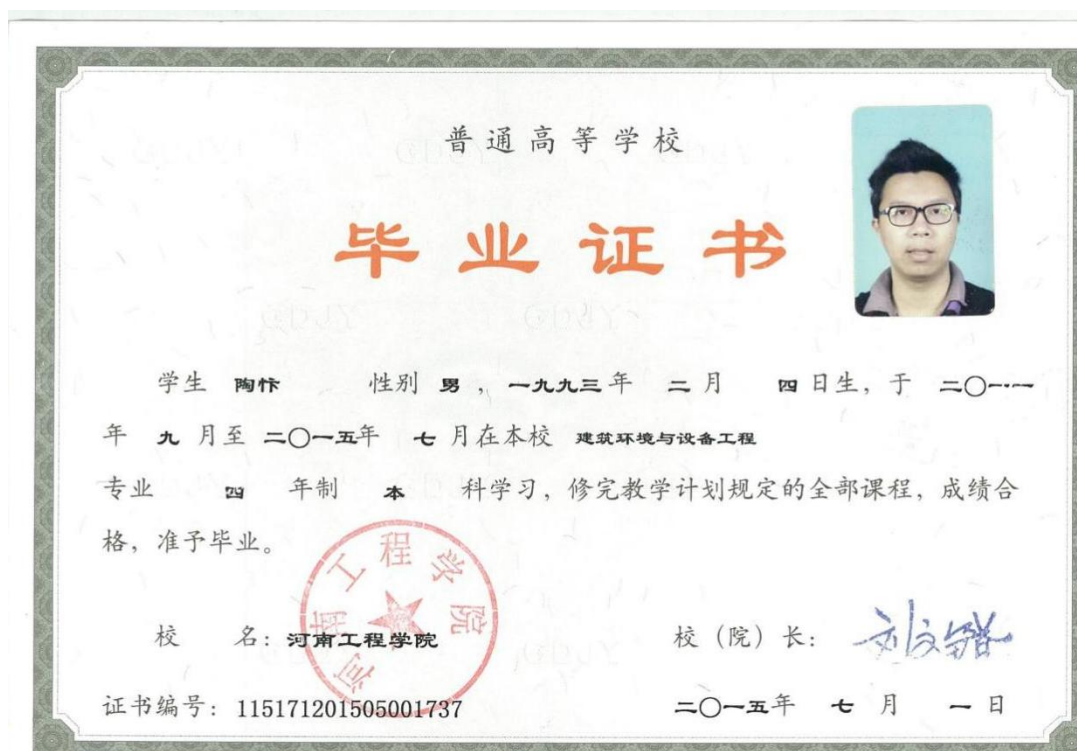 普通高等学校
毕业证书
学生 陶忭 性别 男，一九九三年 二月 四日生，于 二〇一一
年 九月至 二〇一五年 七月在本校 建筑环境与设备工程
专业 四 年制 本 科学习，修完教学计划规定的全部课程，成绩合
格，准予毕业。
河南工程学院
校 名：河南工程学院 校（院）长：
证书编号：115171201505001737 二〇一五年 七 月 一 日